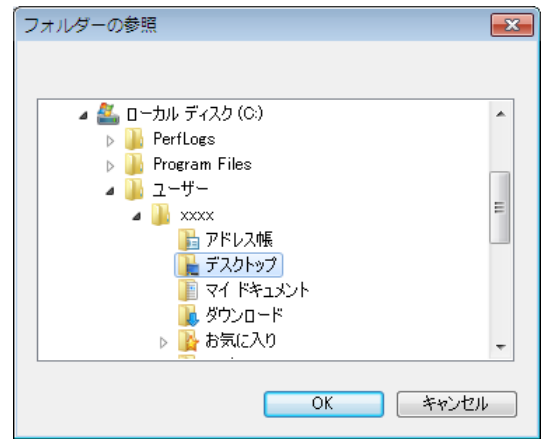 フォルダーの参照
ローカル ディスク (C:)
PerfLogs
Program Files
ユーザー
xxxx
アドレス帳
デスクトップ
マイ ドキュメント
ダウンロード
お気に入り
OK
キャンセル